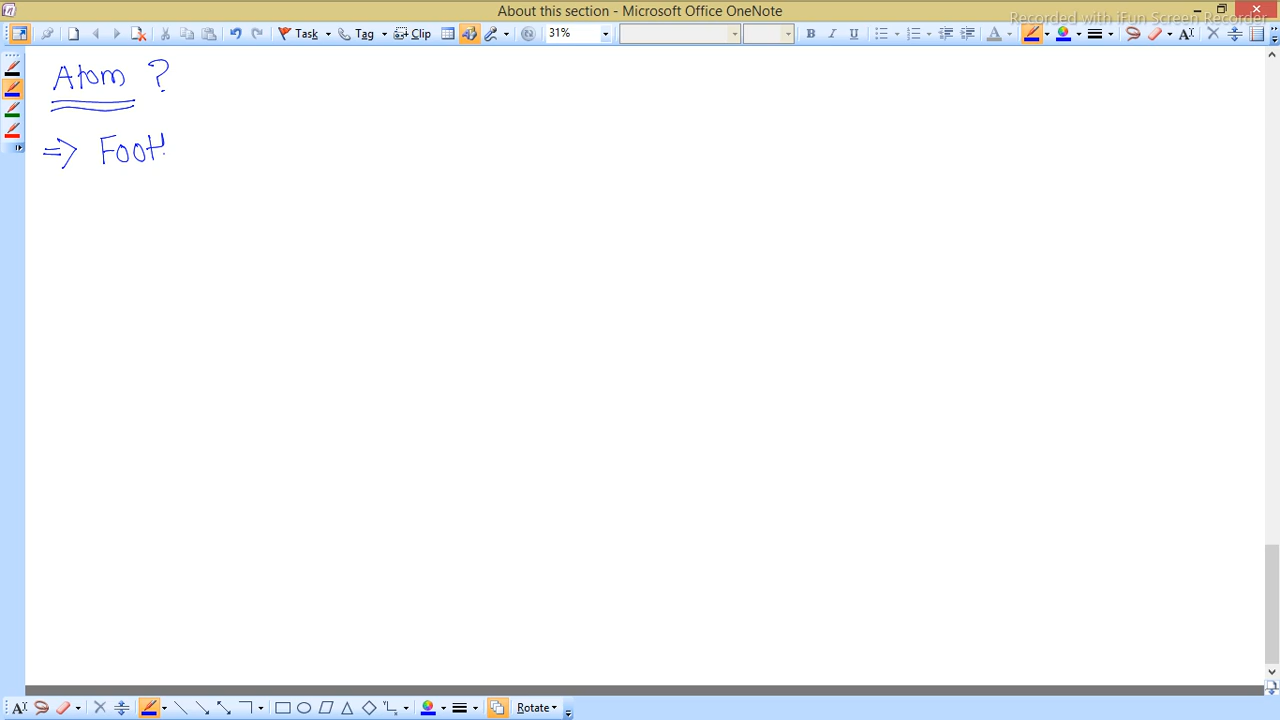 About this section - Microsoft Office OneNote
Recorded with iFun Screen Recorder
Task Tag Clip 31% B I U
Atom ?
=> Foot
Rotate